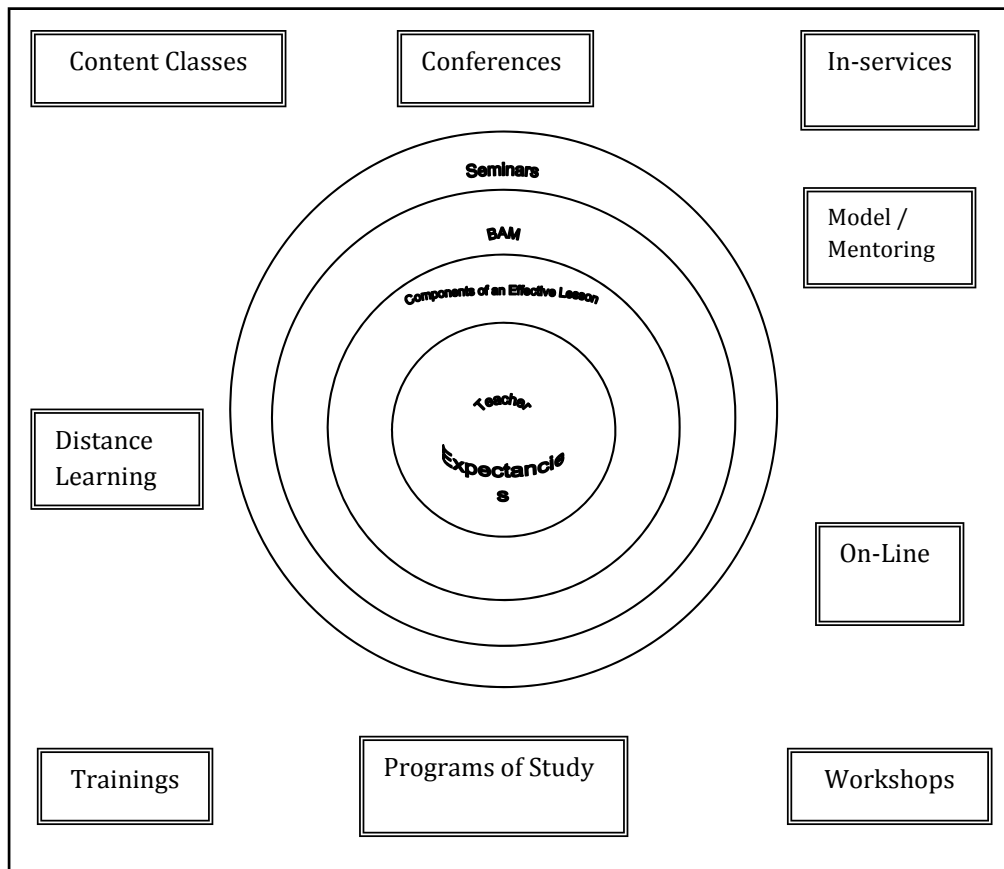 Content Classes
Conferences
In-services
Seminars
Model /
Mentoring
BAM
Components of an Effective Lesson
Teacher
Expectancie
s
Distance
Learning
On-Line
Trainings
Programs of Study
Workshops